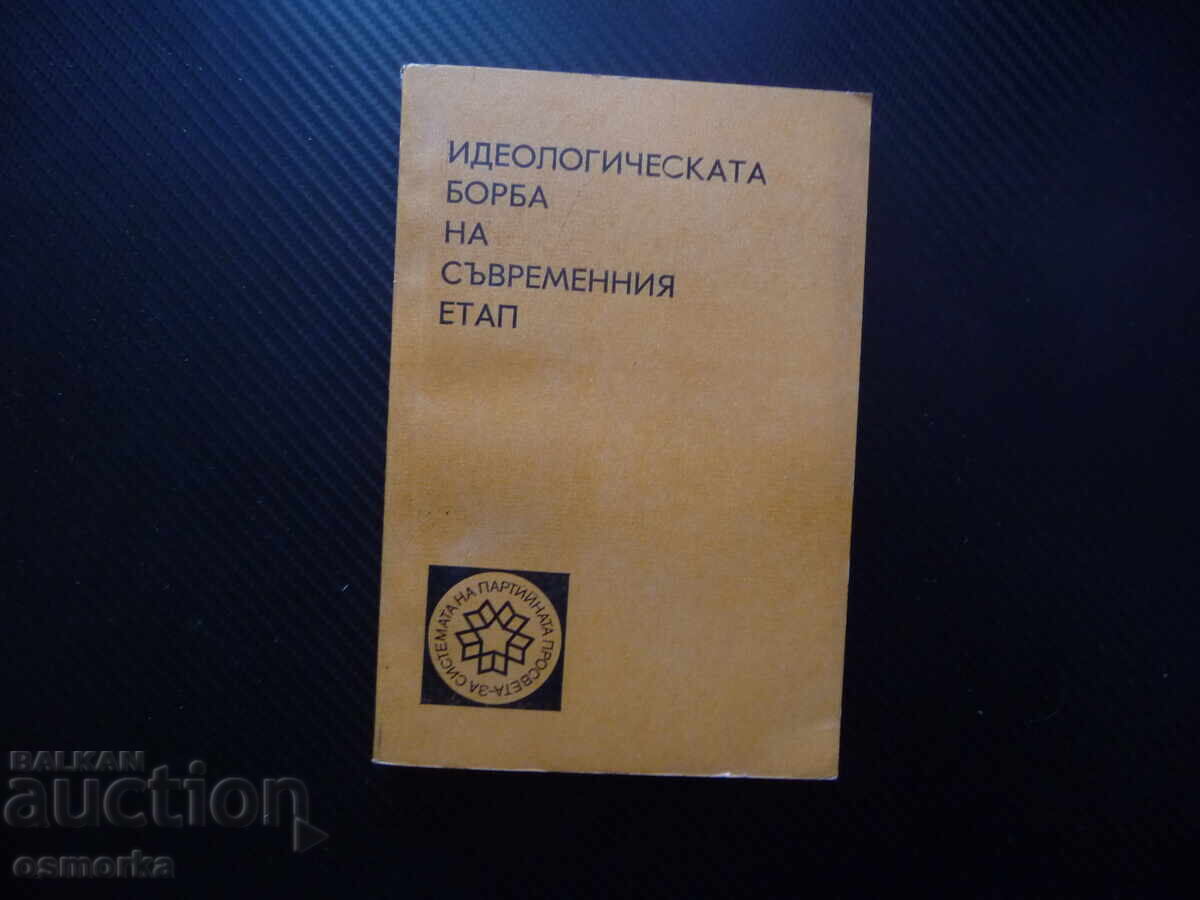 ИДЕОЛОГИЧЕСКАТА
БОРБА
НА
СЪВРЕМЕННИЯ
ЕТАП
ЗА СИСТЕМАТА НА ПАРТИЙНАТА ПРОСВЕТА-
BALKAN
auction
osmorka